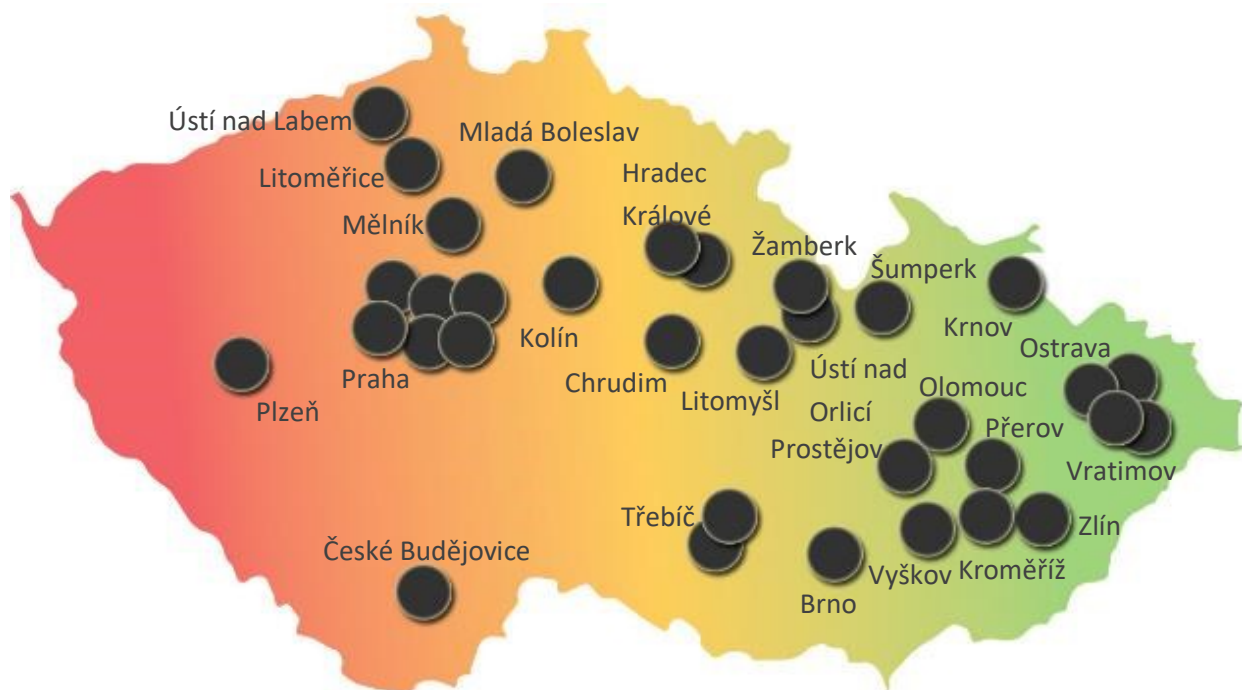 Ústí nad Labem
Mladá Boleslav
Litoměřice
Hradec
Králové
Mělník
Žamberk
Šumperk
Krnov
Kolín
Ostrava
Praha
Chrudim
Litomyšl
Ústí nad
Orlicí
Olomouc
Plzeň
Přerov
Prostějov
Vratimov
Třebíč
Zlín
České Budějovice
Vyškov
Kroměříž
Brno